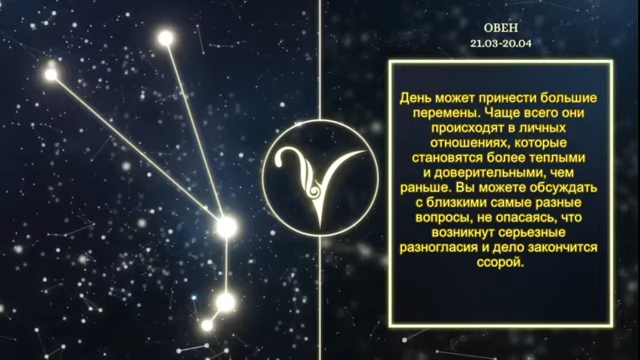 ОВЕН
21.03-20.04
День может принести большие
перемены. Чаще всего они
происходят в личных
отношениях, которые
становятся более теплыми
и доверительными, чем
раньше. Вы можете обсуждать
с близкими самые разные
вопросы, не опасаясь, что
возникнут серьезные
разногласия и дело закончится
ссорой.